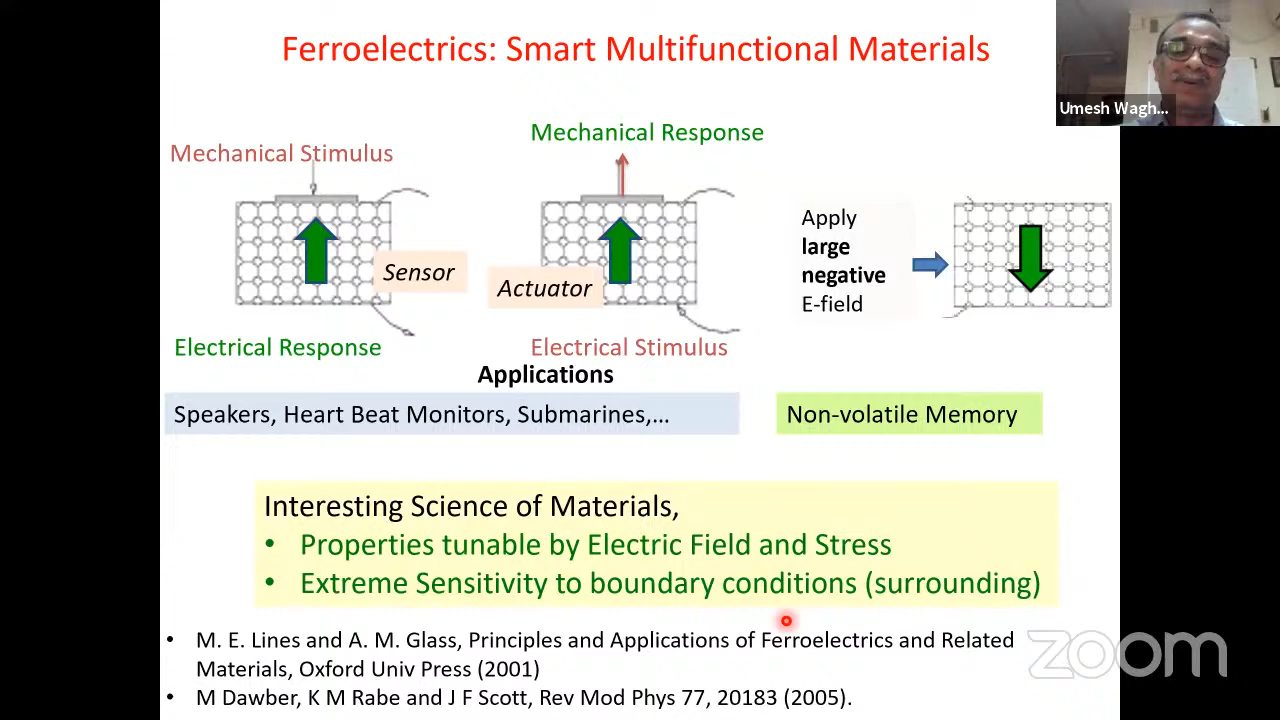 Ferroelectrics: Smart Multifunctional Materials
Umesh Wagh...
Mechanical Stimulus
Mechanical Response
Sensor
Actuator
Apply
large
negative
E-field
Electrical Response
Electrical Stimulus
Applications
Speakers, Heart Beat Monitors, Submarines,...
Non-volatile Memory
Interesting Science of Materials,
• Properties tunable by Electric Field and Stress
• Extreme Sensitivity to boundary conditions (surrounding)
• M. E. Lines and A. M. Glass, Principles and Applications of Ferroelectrics and Related
Materials, Oxford Univ Press (2001)
• M Dawber, K M Rabe and J F Scott, Rev Mod Phys 77, 20183 (2005).
zoom